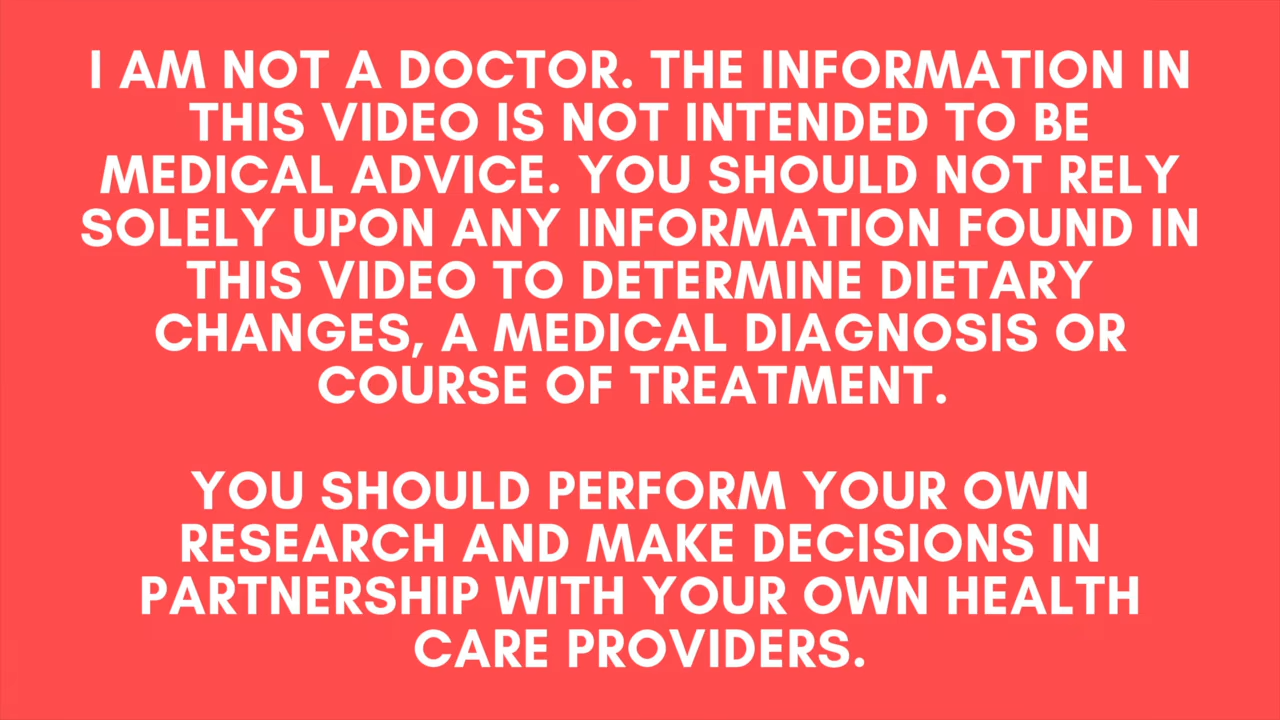 I AM NOT A DOCTOR. THE INFORMATION IN
THIS VIDEO IS NOT INTENDED TO BE
MEDICAL ADVICE. YOU SHOULD NOT RELY
SOLELY UPON ANY INFORMATION FOUND IN
THIS VIDEO TO DETERMINE DIETARY
CHANGES, A MEDICAL DIAGNOSIS OR
COURSE OF TREATMENT.
YOU SHOULD PERFORM YOUR OWN
RESEARCH AND MAKE DECISIONS IN
PARTNERSHIP WITH YOUR OWN HEALTH
CARE PROVIDERS.